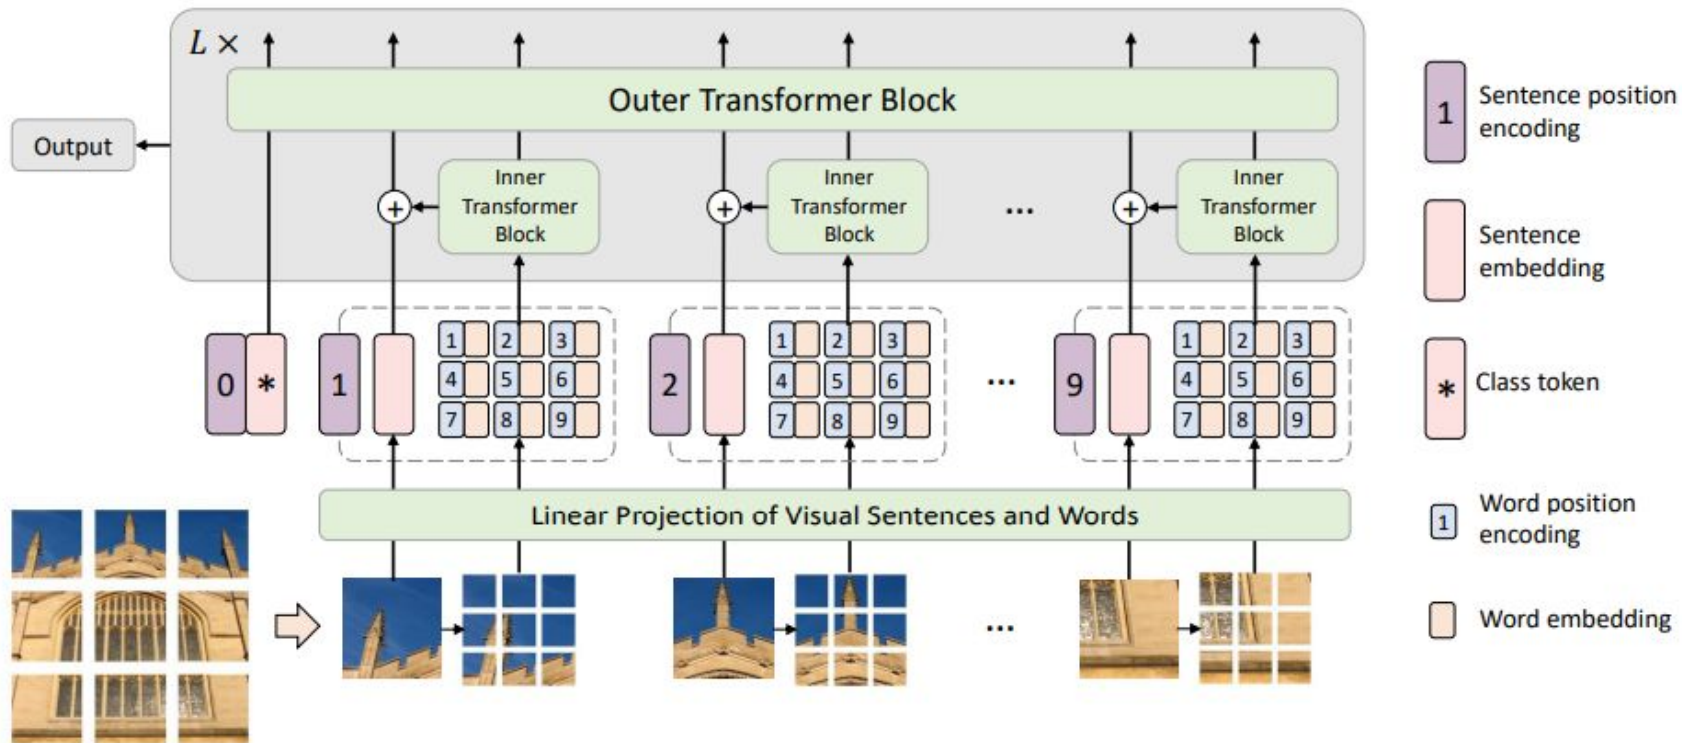 L ×
Outer Transformer Block
Output
Inner
Transformer
Block
Inner
Transformer
Block
Inner
Transformer
Block
+
+
...
+
0
*
1
1 2 3
4 5 6
7 8 9
2
1 2 3
4 5 6
7 8 9
...
9
1 2 3
4 5 6
7 8 9
Linear Projection of Visual Sentences and Words
...
1
Sentence position
encoding
Sentence
embedding
*
Class token
1
Word position
encoding
Word embedding